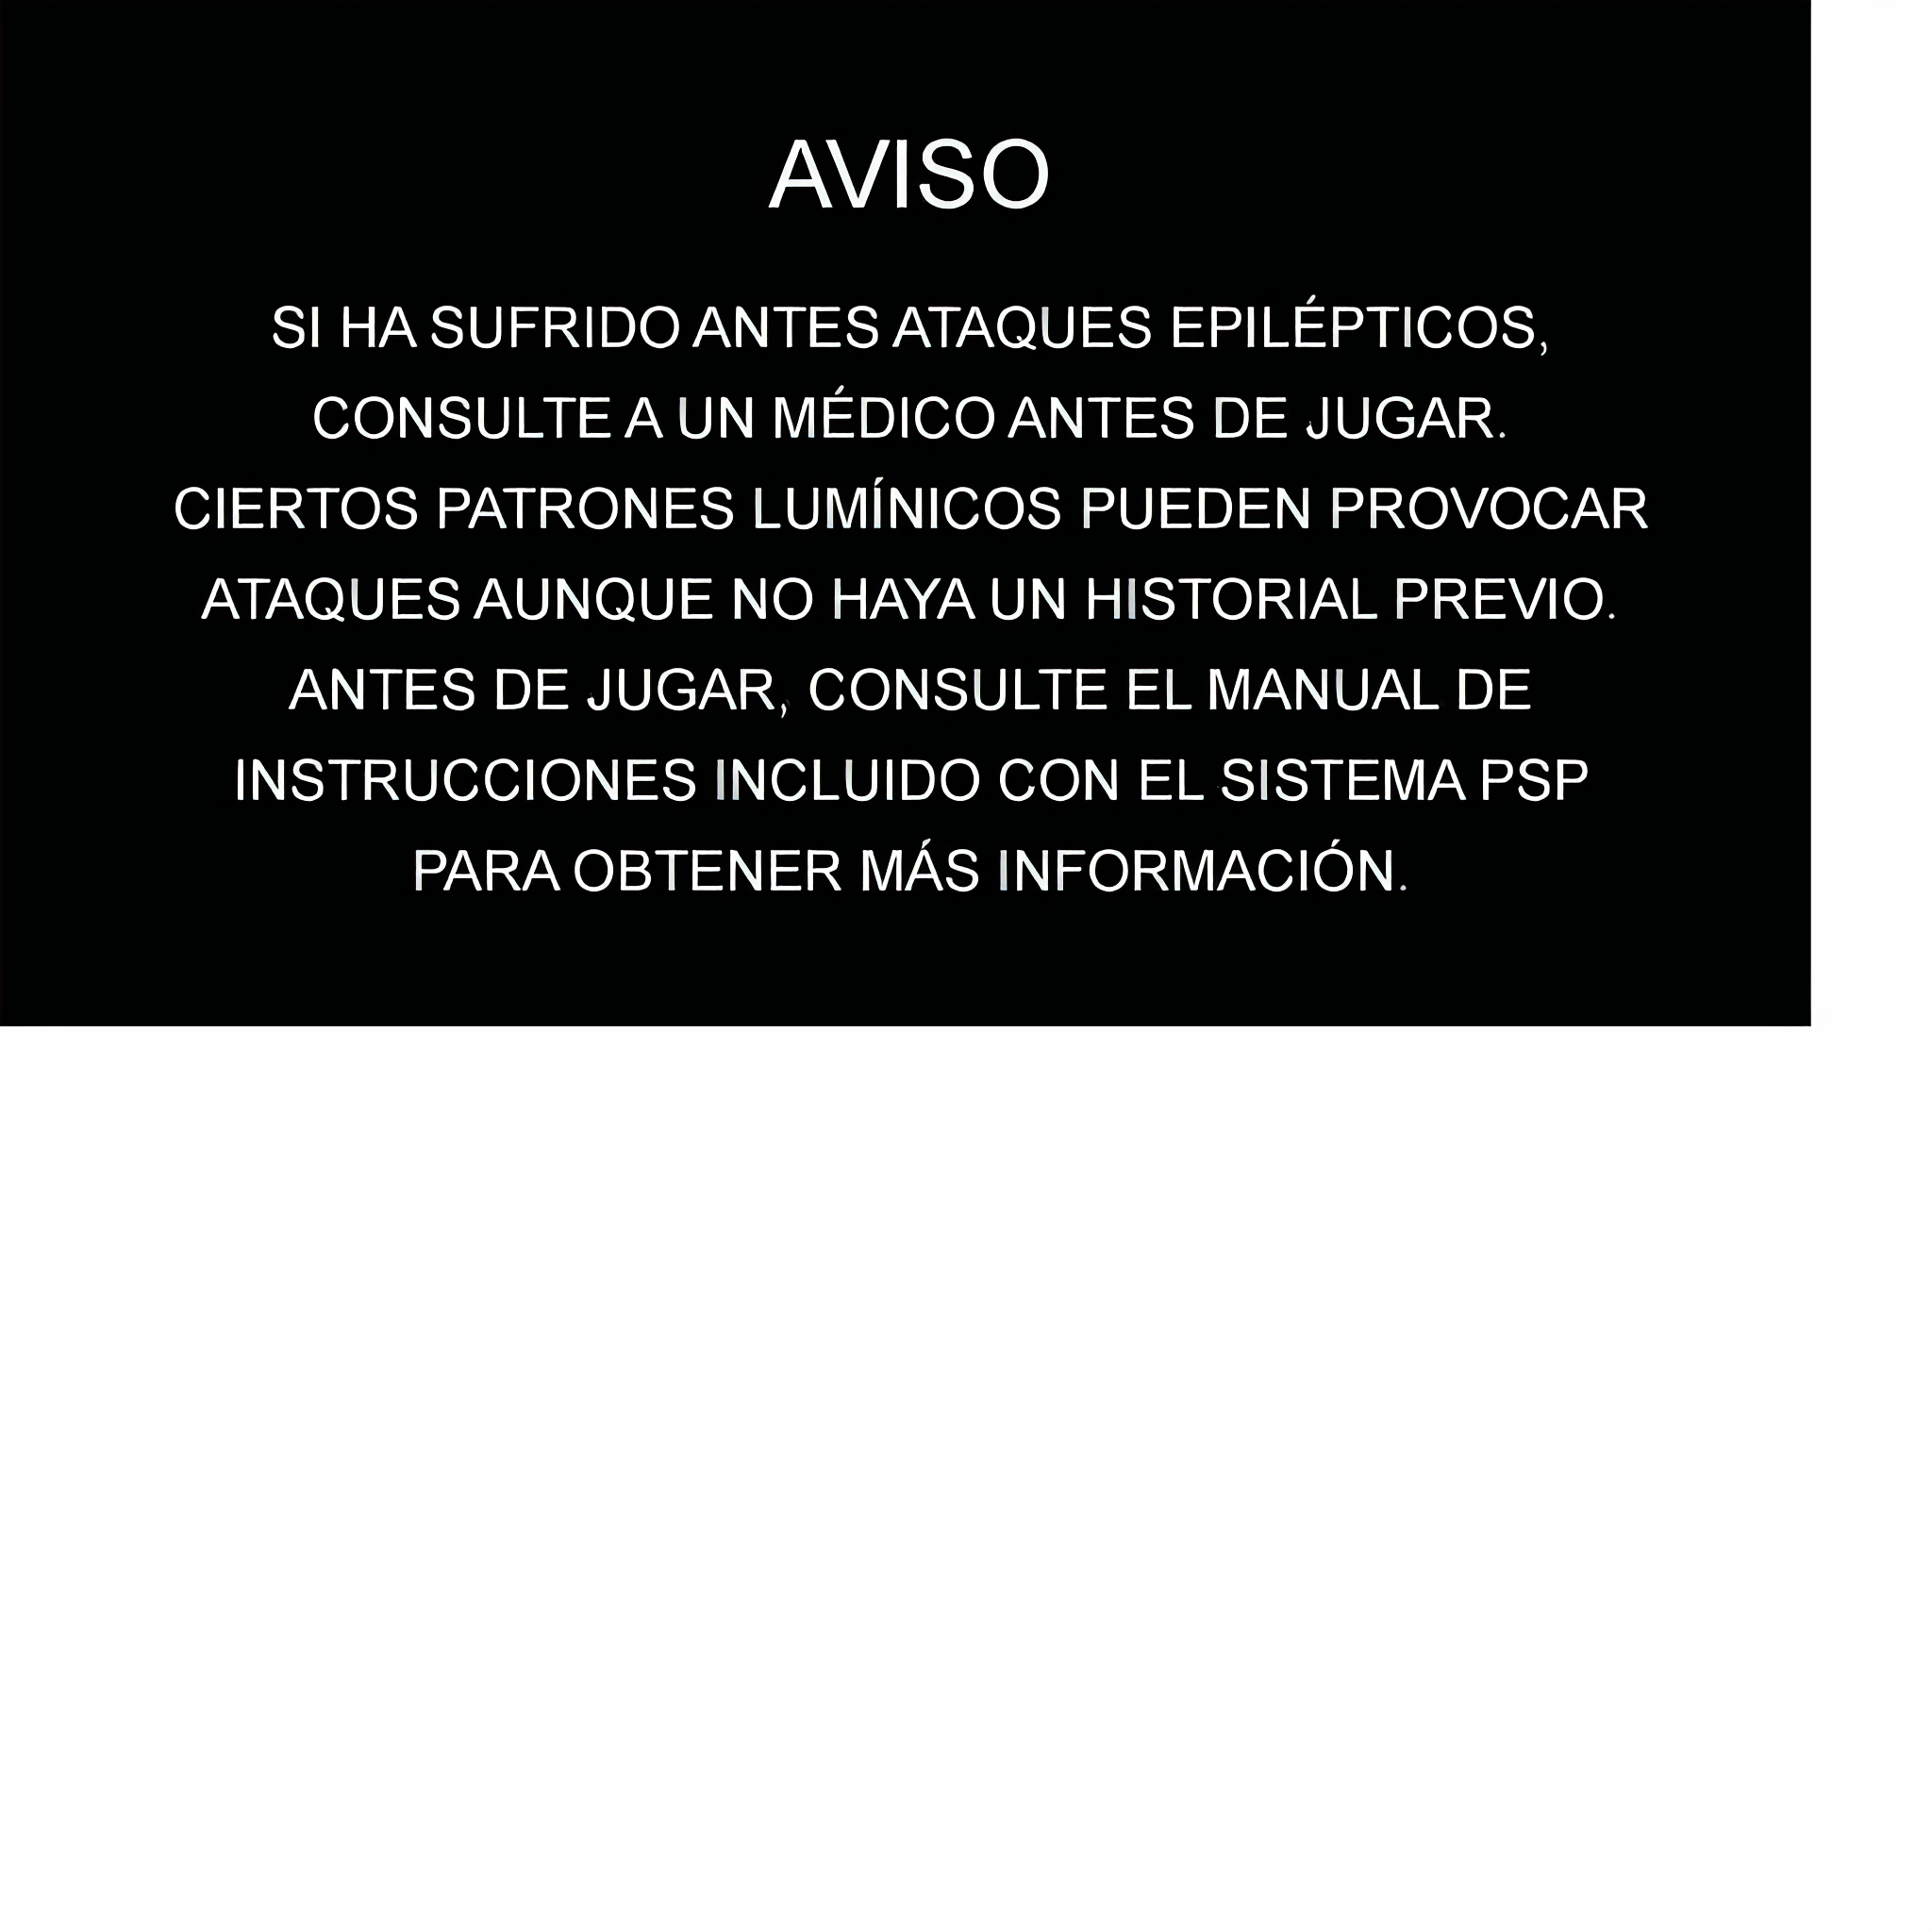 AVISO
SI HA SUFRIDO ANTES ATAQUES EPILÉPTICOS,
CONSULTE A UN MÉDICO ANTES DE JUGAR.
CIERTOS PATRONES LUMÍNICOS PUEDEN PROVOCAR
ATAQUES AUNQUE NO HAYA UN HISTORIAL PREVIO.
ANTES DE JUGAR, CONSULTE EL MANUAL DE
INSTRUCCIONES INCLUIDO CON EL SISTEMA PSP
PARA OBTENER MÁS INFORMACIÓN.